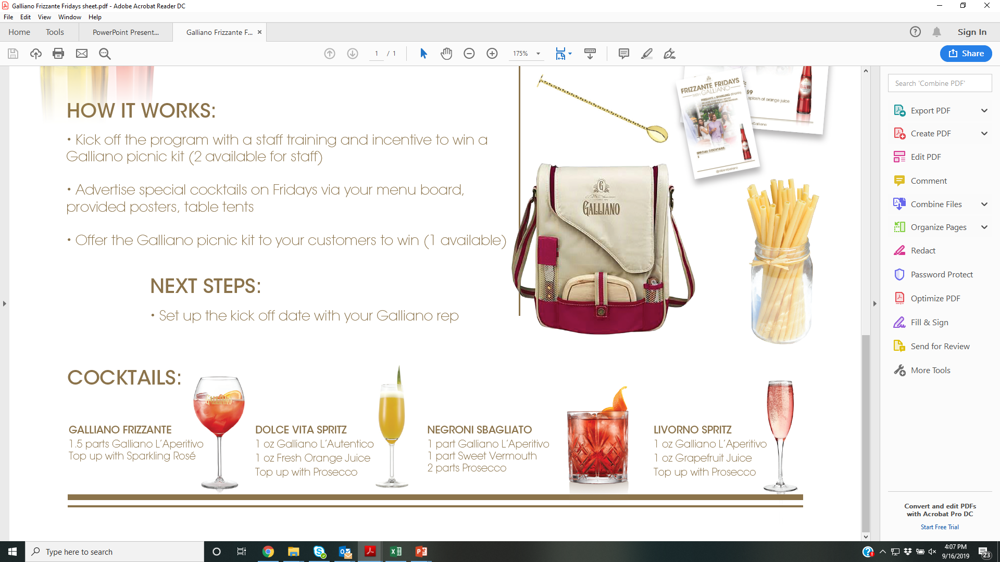 Galliano Frizzante Fridays sheet.pdf - Adobe Acrobat Reader DC
File Edit View Window Help
Home Tools PowerPoint Present... Galliano Frizzante F... Sign In
1 / 1 175% Share
HOW IT WORKS:
• Kick off the program with a staff training and incentive to win a
Galliano picnic kit (2 available for staff)
• Advertise special cocktails on Fridays via your menu board,
provided posters, table tents
• Offer the Galliano picnic kit to your customers to win (1 available)
NEXT STEPS:
• Set up the kick off date with your Galliano rep
FRIZZANTE FRIDAYS
WITH GALLIANO
SPECIAL COCKTAILS
$9
splash of orange juice
GALLIANO
COCKTAILS:
GALLIANO
GALLIANO FRIZZANTE
1.5 parts Galliano L'Aperitivo
Top up with Sparkling Rosé
DOLCE VITA SPRITZ
1 oz Galliano L'Autentico
1 oz Fresh Orange Juice
Top up with Prosecco
NEGRONI SBAGLIATO
1 part Galliano L'Aperitivo
1 part Sweet Vermouth
2 parts Prosecco
LIVORNO SPRITZ
1 oz Galliano L'Aperitivo
1 oz Grapefruit Juice
Top up with Prosecco
Search 'Combine PDF'
Export PDF
Create PDF
Edit PDF
Comment
Combine Files
Organize Pages
Redact
Password Protect
Optimize PDF
Fill & Sign
Send for Review
More Tools
Convert and edit PDFs
with Acrobat Pro DC
Start Free Trial
Type here to search
4:07 PM
9/16/2019
23